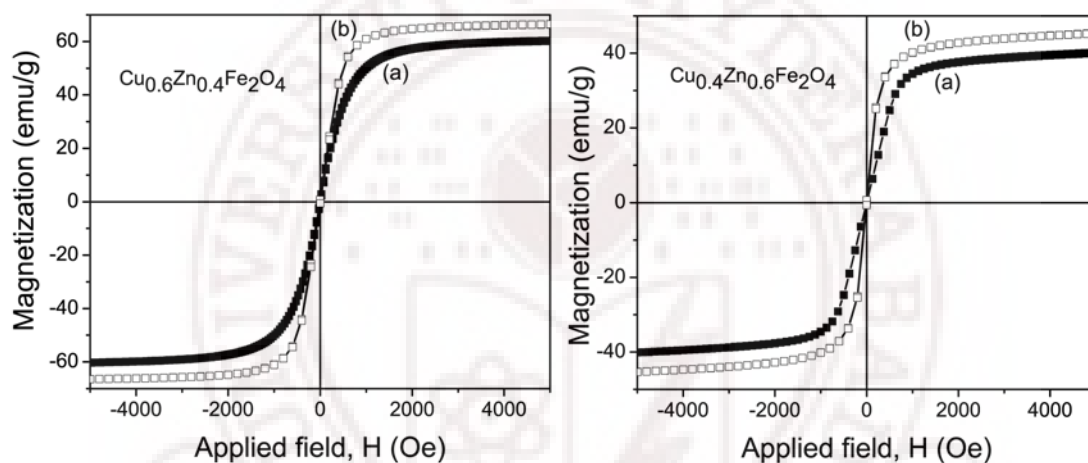 (b)
60
40
20
0
-20
-40
-60
Cu0.6Zn0.4Fe2O4
(a)
Magnetization (emu/g)
-4000 -2000 0 2000 4000
Applied field, H (Oe)
(b)
40
20
0
-20
-40
Cu0.4Zn0.6Fe2O4
(a)
Magnetization (emu/g)
-4000 -2000 0 2000 4000
Applied field, H (Oe)